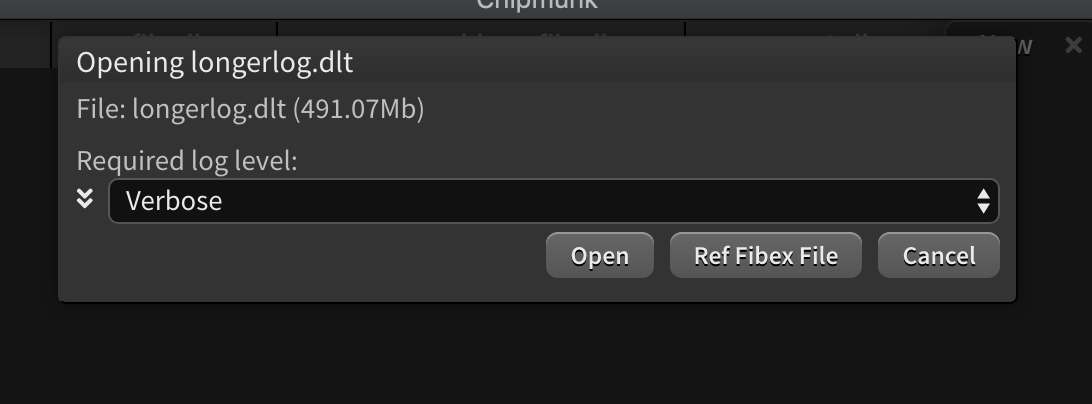 Chipmunk
Opening longerlog.dlt
File: longerlog.dlt (491.07Mb)
Required log level:
Verbose
Open Ref Fibex File Cancel